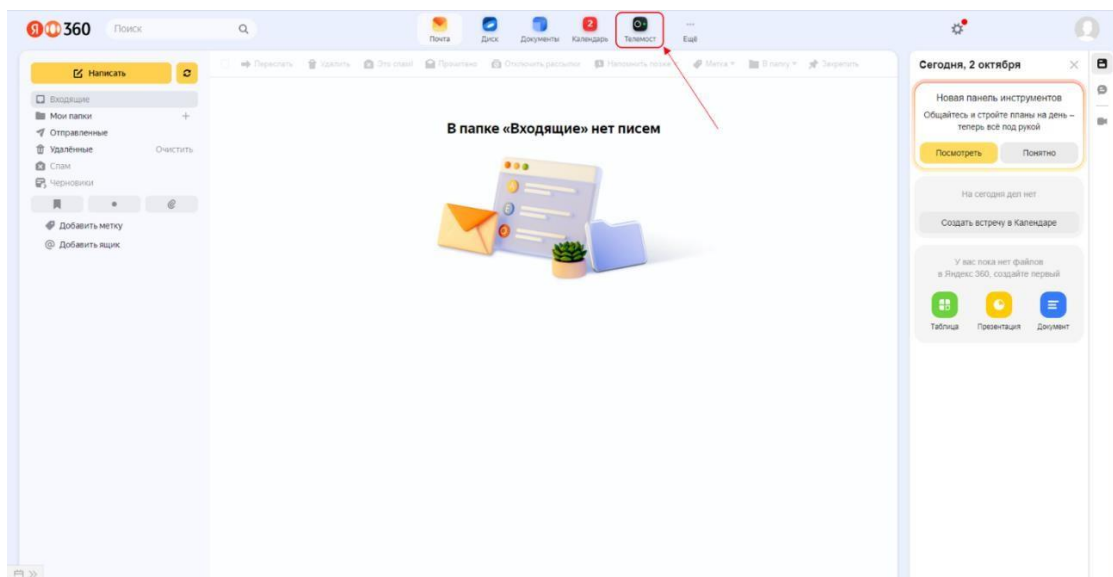 Я 360
Поиск
Почта
Диск
Документы
2
Календарь
Телемост
Ещё
Написать
Переслать
Удалить
Это спам!
Прочитано
Отключить рассылки
Напомнить позже
Метка
В папку
Закрепить
Входящие
Мои папки
Отправленные
Удалённые
Очистить
Спам
Черновики
Добавить метку
Добавить ящик
В папке «Входящие» нет писем
Сегодня, 2 октября
Новая панель инструментов
Общайтесь и стройте планы на день –
теперь всё под рукой
Посмотреть
Понятно
На сегодня дел нет
Создать встречу в Календаре
У вас пока нет файлов
в Яндекс 360, создайте первый
Таблица
Презентация
Документ